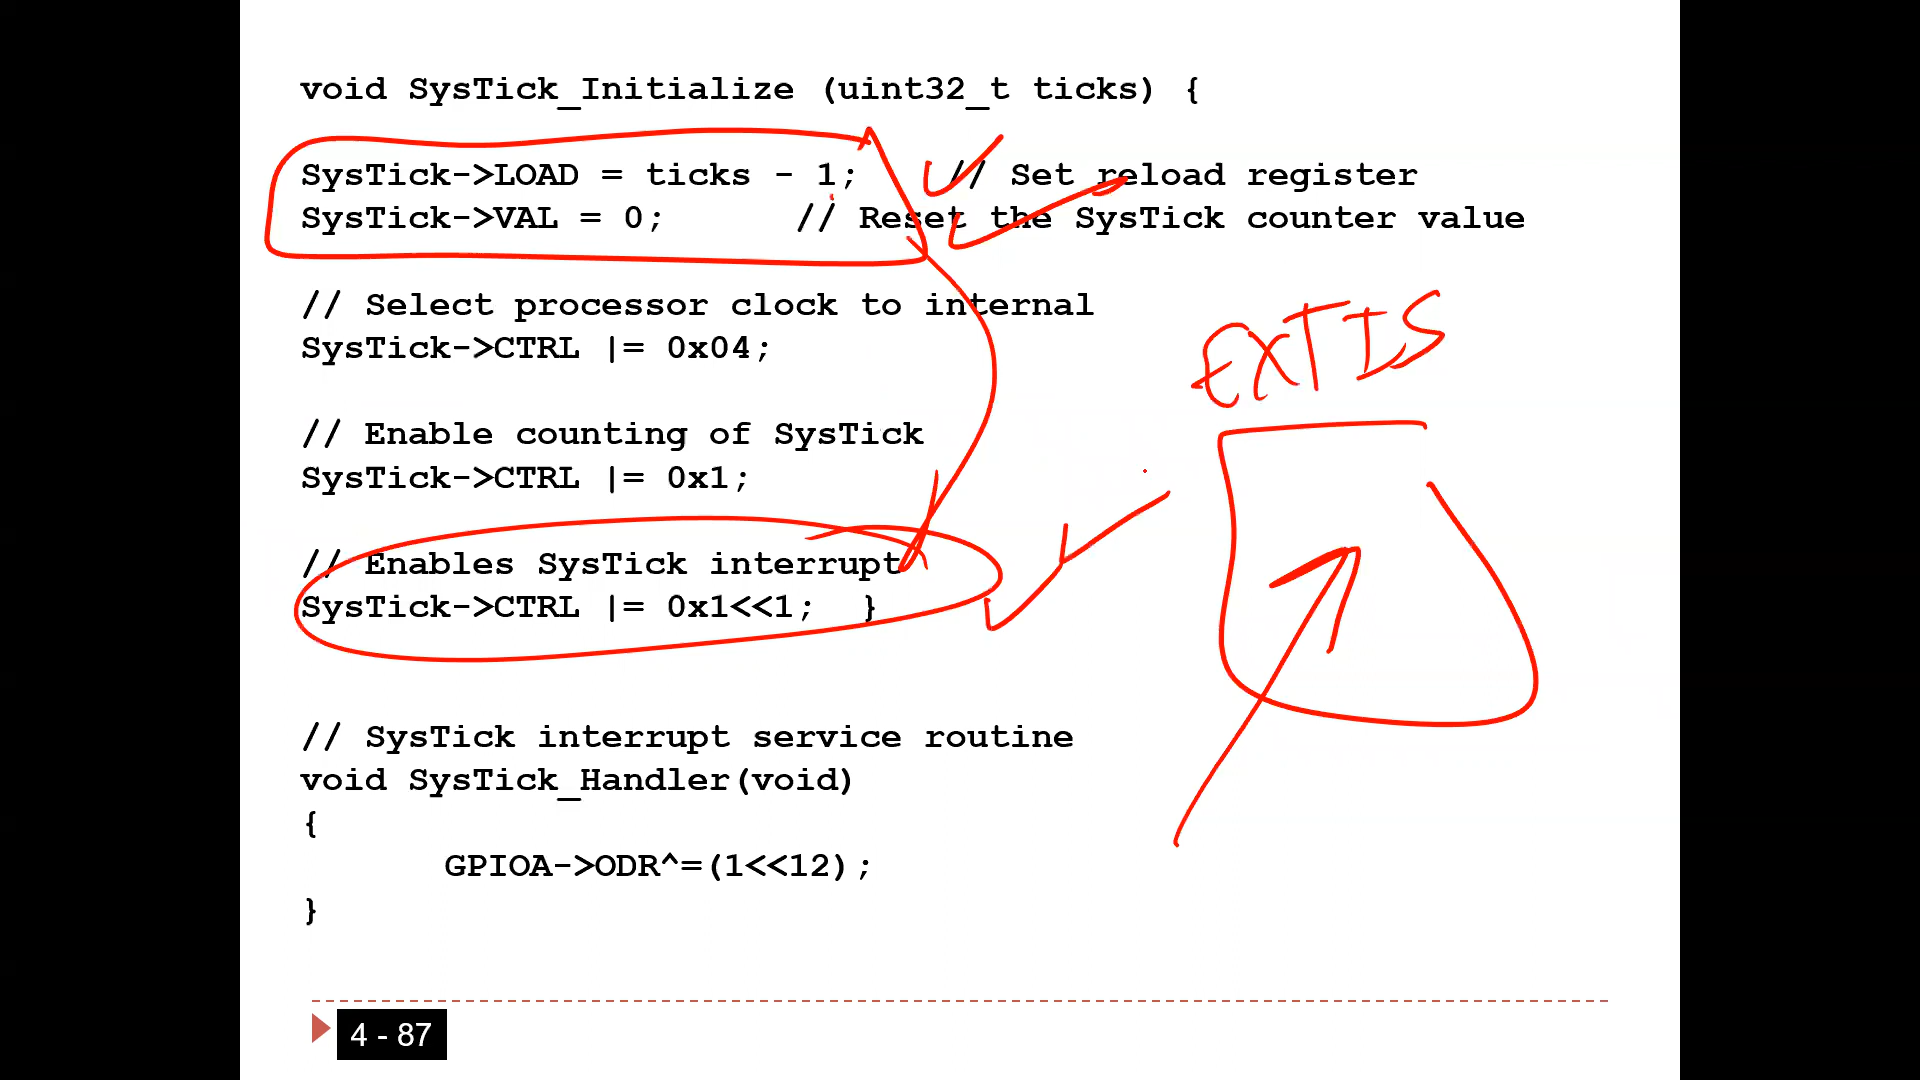 void SysTick_Initialize (uint32_t ticks) {
SysTick->LOAD = ticks - 1;    // Set reload register
SysTick->VAL = 0;      // Reset the SysTick counter value
// Select processor clock to internal
SysTick->CTRL |= 0x04;
EXTI5
// Enable counting of SysTick
SysTick->CTRL |= 0x1;
// Enables SysTick interrupt
SysTick->CTRL |= 0x1<<1;  }
// SysTick interrupt service routine
void SysTick_Handler(void)
{
GPIOA->ODR^=(1<<12);
}
4 - 87